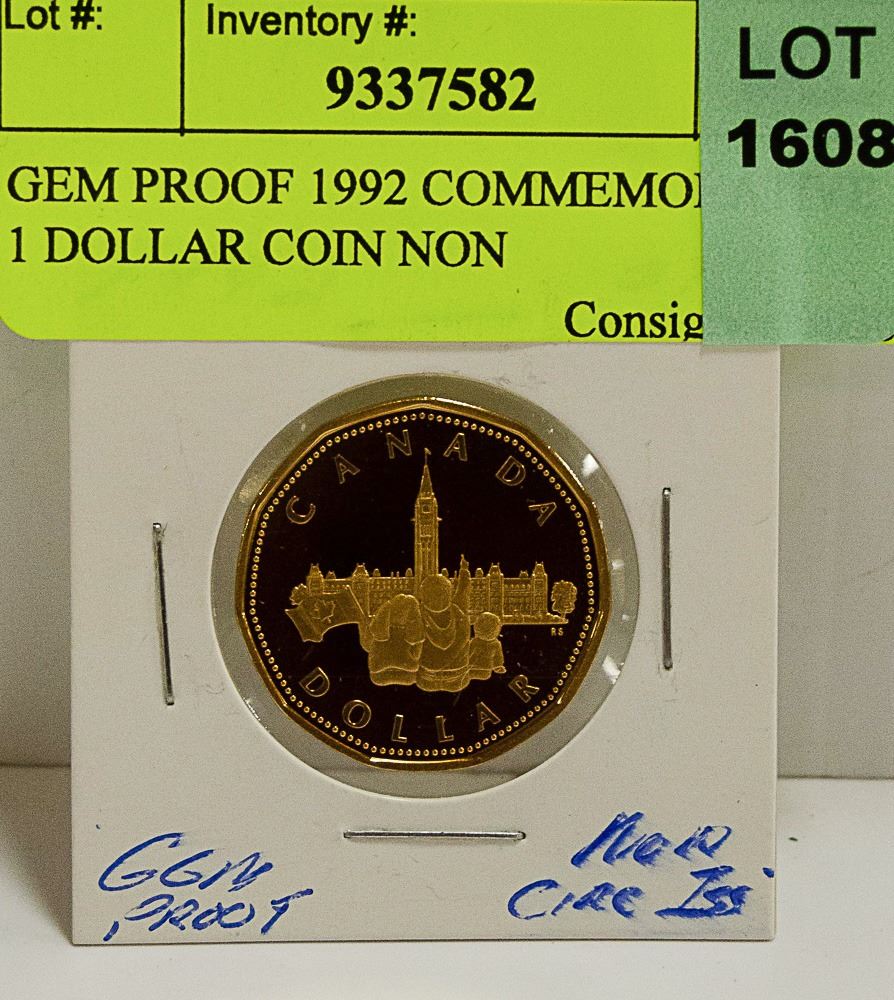 Lot #:
Inventory #:
9337582
LOT
1608
GEM PROOF 1992 COMMEMO
1 DOLLAR COIN NON
Consig
CANADA
RS
DOLLAR
GEM
PROOF
NON
CIRC ISS